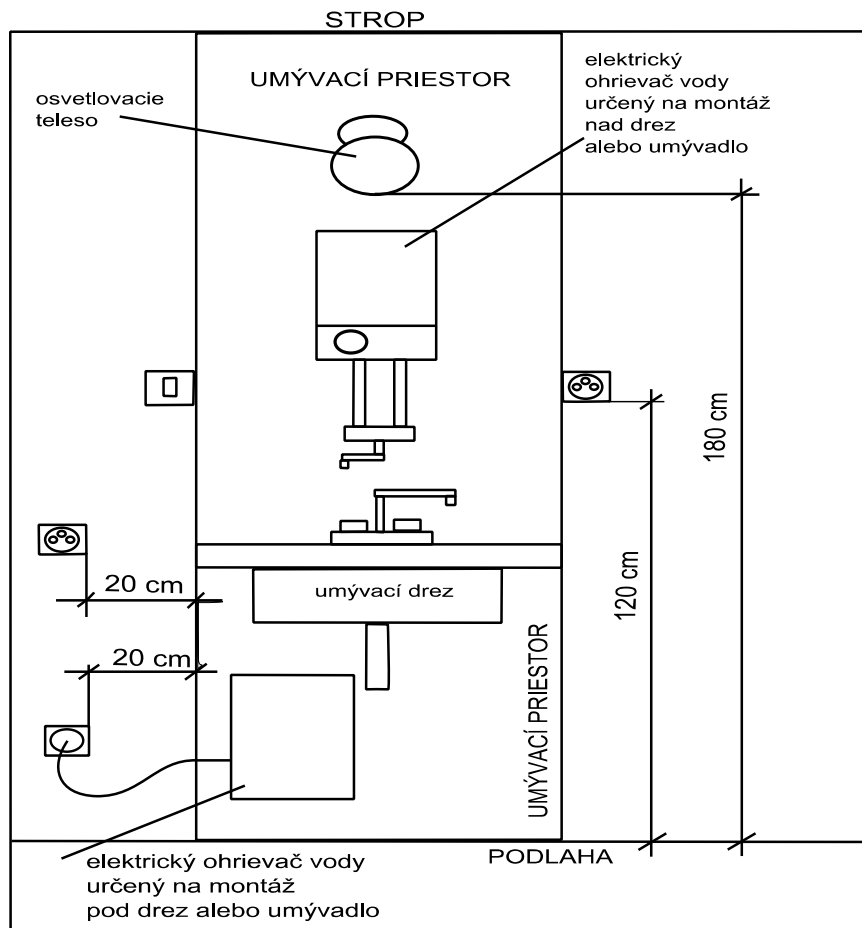 STROP
UMÝVACÍ PRIESTOR
osvetlovacie
teleso
elektrický
ohrievač vody
určený na montáž
nad drez
alebo umývadlo
180 cm
120 cm
20 cm
umývací drez
20 cm
UMÝVACÍ PRIESTOR
PODLAHA
elektrický ohrievač vody
určený na montáž
pod drez alebo umývadlo